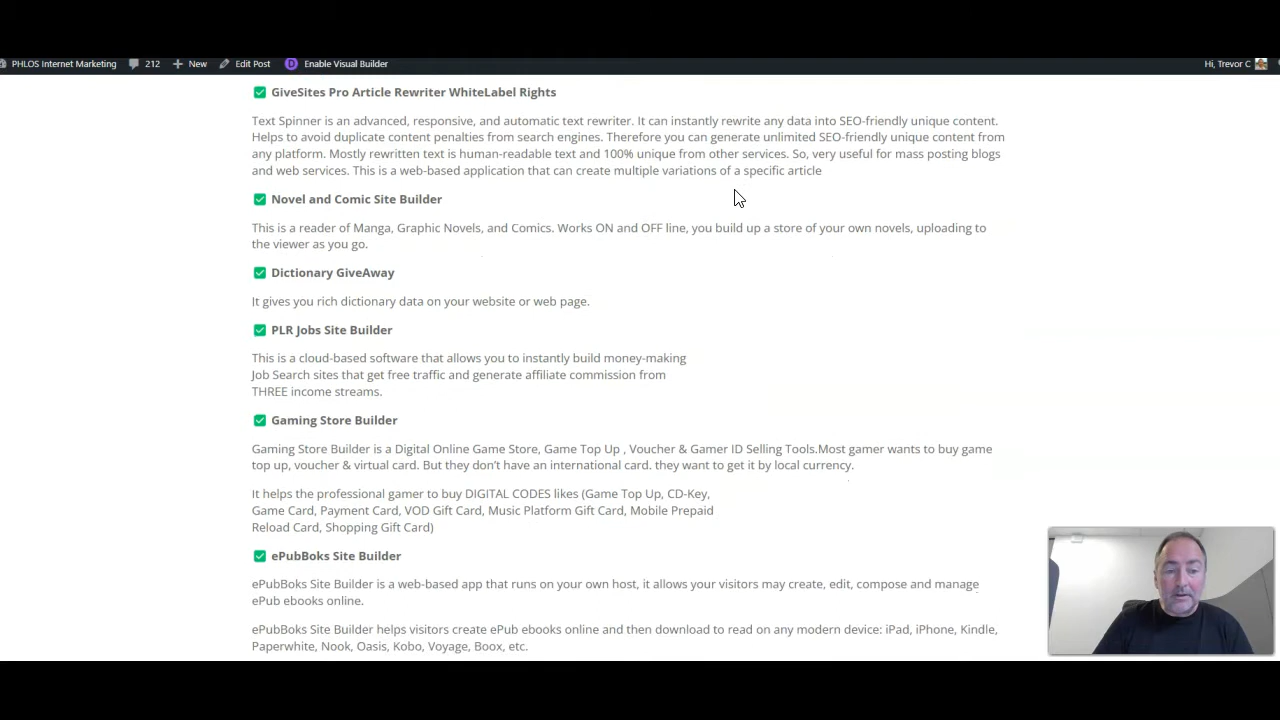 PHLOS Internet Marketing 212 New Edit Post Enable Visual Builder Hi, Trevor C
GiveSites Pro Article Rewriter WhiteLabel Rights
Text Spinner is an advanced, responsive, and automatic text rewriter. It can instantly rewrite any data into SEO-friendly unique content.
Helps to avoid duplicate content penalties from search engines. Therefore you can generate unlimited SEO-friendly unique content from
any platform. Mostly rewritten text is human-readable text and 100% unique from other services. So, very useful for mass posting blogs
and web services. This is a web-based application that can create multiple variations of a specific article
Novel and Comic Site Builder
This is a reader of Manga, Graphic Novels, and Comics. Works ON and OFF line, you build up a store of your own novels, uploading to
the viewer as you go.
Dictionary GiveAway
It gives you rich dictionary data on your website or web page.
PLR Jobs Site Builder
This is a cloud-based software that allows you to instantly build money-making
Job Search sites that get free traffic and generate affiliate commission from
THREE income streams.
Gaming Store Builder
Gaming Store Builder is a Digital Online Game Store, Game Top Up , Voucher & Gamer ID Selling Tools.Most gamer wants to buy game
top up, voucher & virtual card. But they don’t have an international card. they want to get it by local currency.
It helps the professional gamer to buy DIGITAL CODES likes (Game Top Up, CD-Key,
Game Card, Payment Card, VOD Gift Card, Music Platform Gift Card, Mobile Prepaid
Reload Card, Shopping Gift Card)
ePubBoks Site Builder
ePubBoks Site Builder is a web-based app that runs on your own host, it allows your visitors may create, edit, compose and manage
ePub ebooks online.
ePubBoks Site Builder helps visitors create ePub ebooks online and then download to read on any modern device: iPad, iPhone, Kindle,
Paperwhite, Nook, Oasis, Kobo, Voyage, Boox, etc.